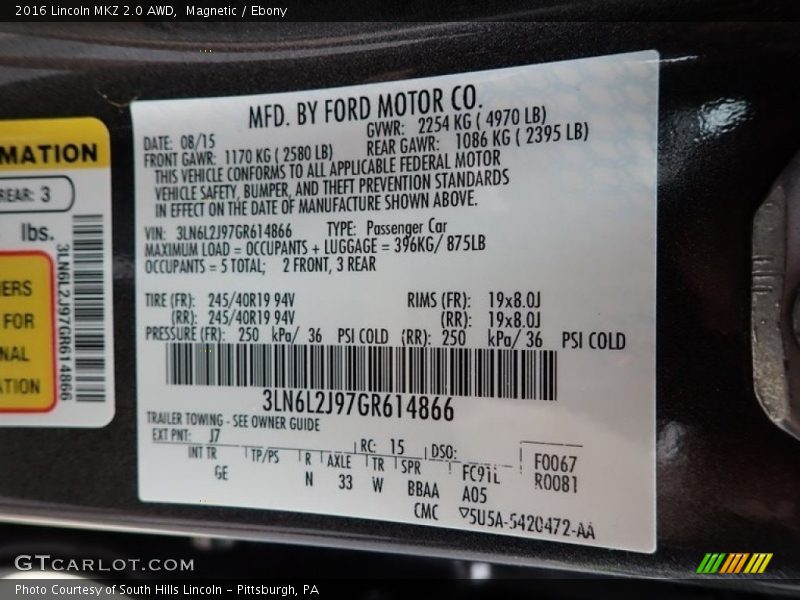 2016 Lincoln MKZ 2.0 AWD,  Magnetic / Ebony
MATION
REAR: 3
lbs.
3LN6L2J97GR614866
ERS
FOR
NAL
ATION
MFD. BY FORD MOTOR CO.
DATE: 08/15 GVWR: 2254 KG ( 4970 LB)
FRONT GAWR: 1170 KG ( 2580 LB) REAR GAWR: 1086 KG ( 2395 LB)
THIS VEHICLE CONFORMS TO ALL APPLICABLE FEDERAL MOTOR
VEHICLE SAFETY, BUMPER, AND THEFT PREVENTION STANDARDS
IN EFFECT ON THE DATE OF MANUFACTURE SHOWN ABOVE.
VIN: 3LN6L2J97GR614866 TYPE: Passenger Car
MAXIMUM LOAD = OCCUPANTS + LUGGAGE = 396KG/ 875LB
OCCUPANTS = 5 TOTAL; 2 FRONT, 3 REAR
TIRE (FR): 245/40R19 94V RIMS (FR): 19x8.0J
(RR): 245/40R19 94V (RR): 19x8.0J
PRESSURE (FR): 250 kPa/ 36 PSI COLD (RR): 250 kPa/ 36 PSI COLD
3LN6L2J97GR614866
TRAILER TOWING - SEE OWNER GUIDE
EXT PNT: J7 RC: 15 DSO: F0067
INT TR TP/PS R AXLE TR SPR FC91L R0081
GE N 33 W BBAA A05
CMC ▽5U5A-5420472-AA
GTCARLOT.COM
Photo Courtesy of South Hills Lincoln - Pittsburgh, PA